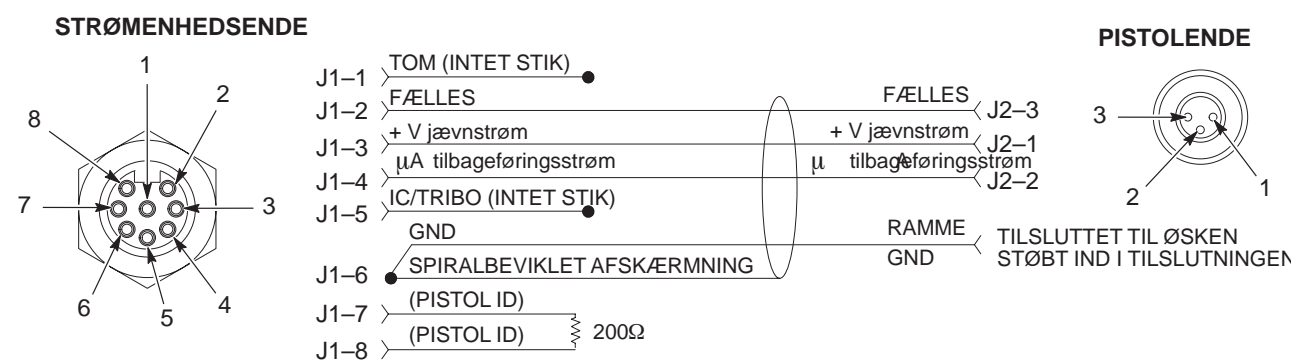 STRØMENHEDSENDE
PISTOLENDE
1
2
8
7
3
6
5
4
J1–1 TOM (INTET STIK)
J1–2 FÆLLES FÆLLES J2–3
J1–3 + V jævnstrøm + V jævnstrøm J2–1
J1–4 µA tilbageføringsstrøm µA tilbageføringsstrøm J2–2
J1–5 IC/TRIBO (INTET STIK)
GND RAMME GND
J1–6 SPIRALBEVIKLET AFSKÆRMNING
TILSLUTTET TIL ØSKEN
STØBT IND I TILSLUTNINGEN
J1–7 (PISTOL ID)
200Ω
J1–8 (PISTOL ID)
3
2
1